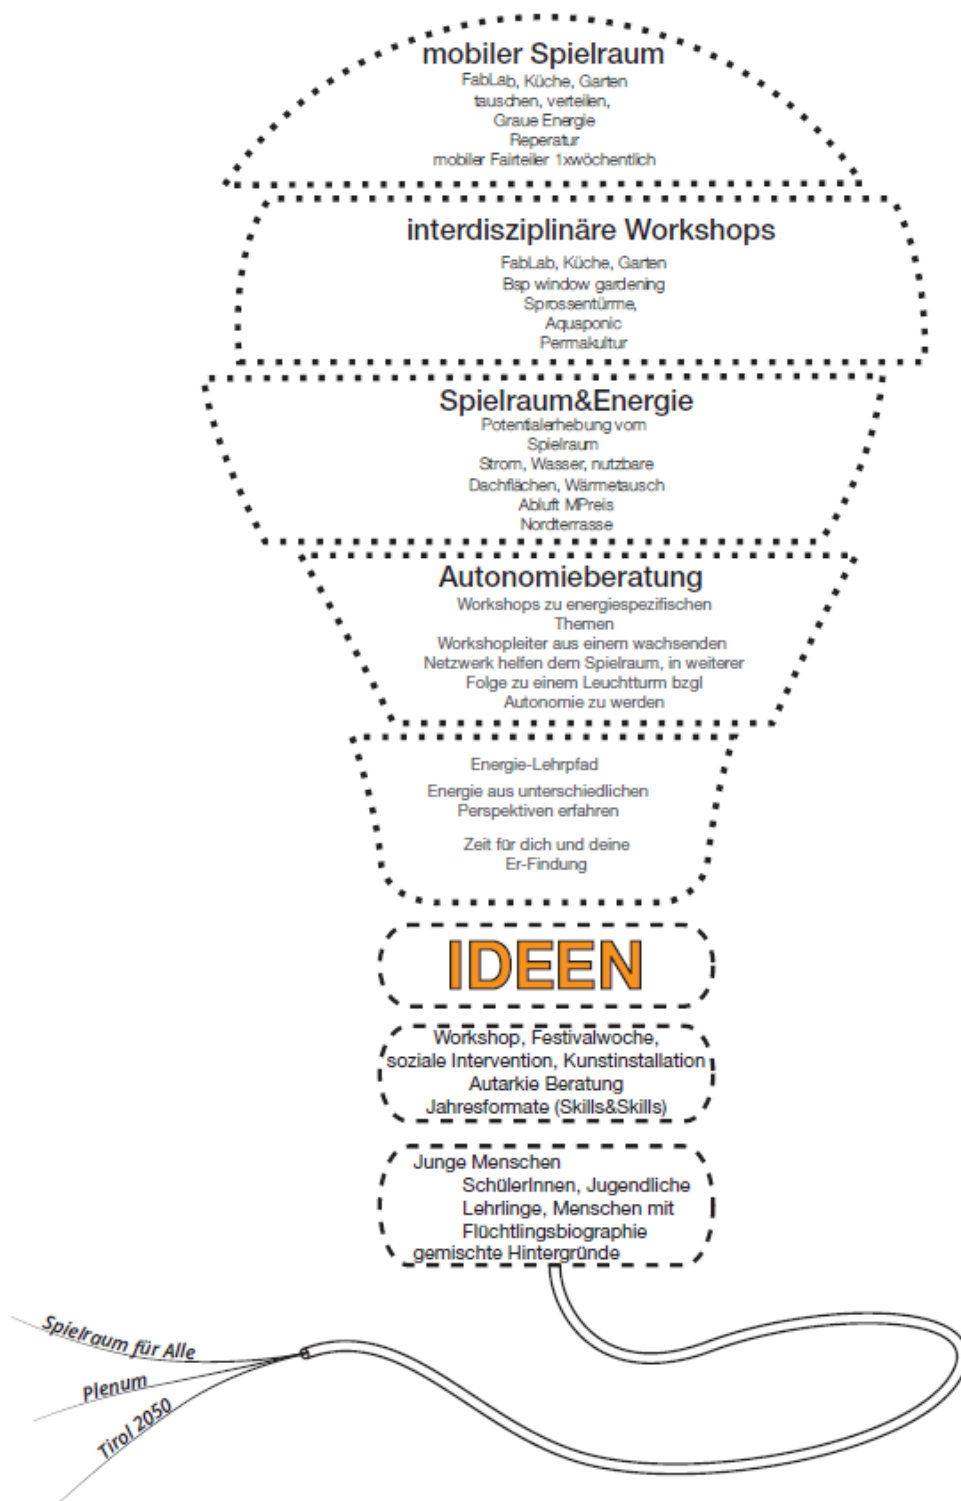 mobiler Spielraum
FabLab, Küche, Garten
tauschen, verteilen,
Graue Energie
Reperatur
mobiler Fairteiler 1xwöchentlich
interdisziplinäre Workshops
FabLab, Küche, Garten
Bsp window gardening
Sprossentürme,
Aquaponic
Permakultur
Spielraum&Energie
Potentialerhebung vom
Spielraum
Strom, Wasser, nutzbare
Dachflächen, Wärmetausch
Abluft MPreis
Nordterrasse
Autonomieberatung
Workshops zu energiespezifischen
Themen
Workshopleiter aus einem wachsenden
Netzwerk helfen dem Spielraum, in weiterer
Folge zu einem Leuchtturm bzgl
Autonomie zu werden
Energie-Lehrpfad
Energie aus unterschiedlichen
Perspektiven erfahren
Zeit für dich und deine
Er-Findung
IDEEN
Workshop, Festivalwoche,
soziale Intervention, Kunstinstallation
Autarkie Beratung
Jahresformate (Skills&Skills)
Junge Menschen
SchülerInnen, Jugendliche
Lehrlinge, Menschen mit
Flüchtlingsbiographie
gemischte Hintergründe
Spielraum für Alle
Plenum
Tirol 2050